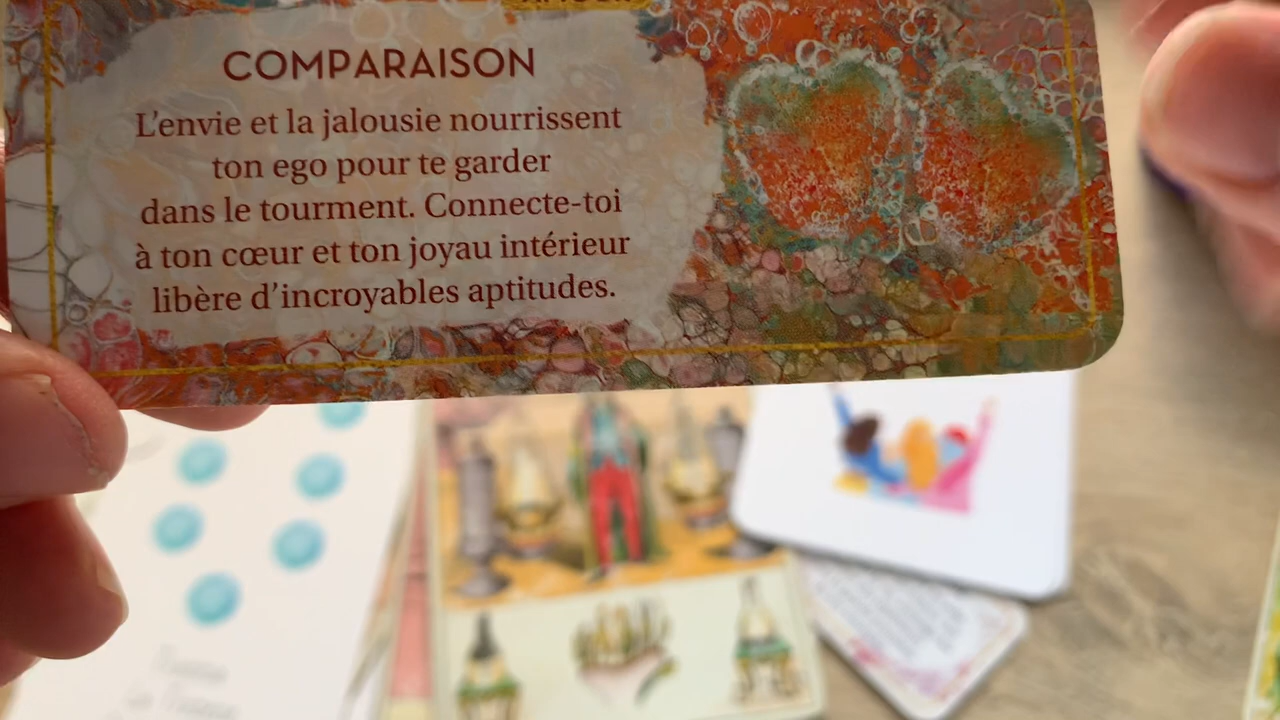 COMPARAISON
L'envie et la jalousie nourrissent
ton ego pour te garder
dans le tourment. Connecte-toi
à ton cœur et ton joyau intérieur
libère d'incroyables aptitudes.